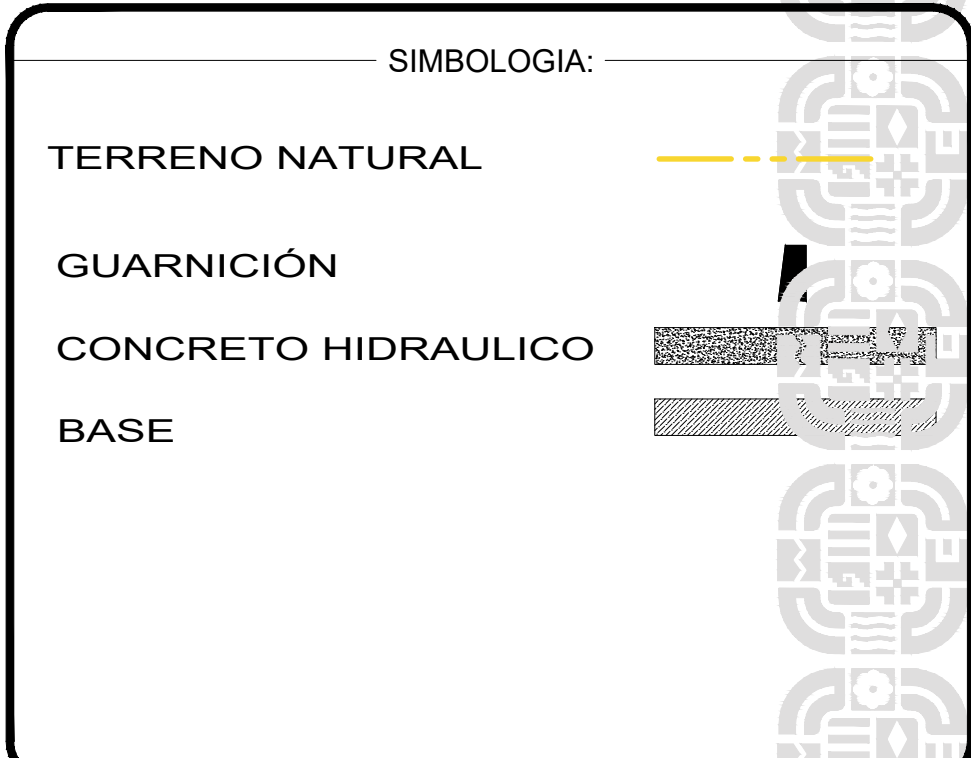 SIMBOLOGIA:
TERRENO NATURAL
GUARNICIÓN
CONCRETO HIDRAULICO
BASE